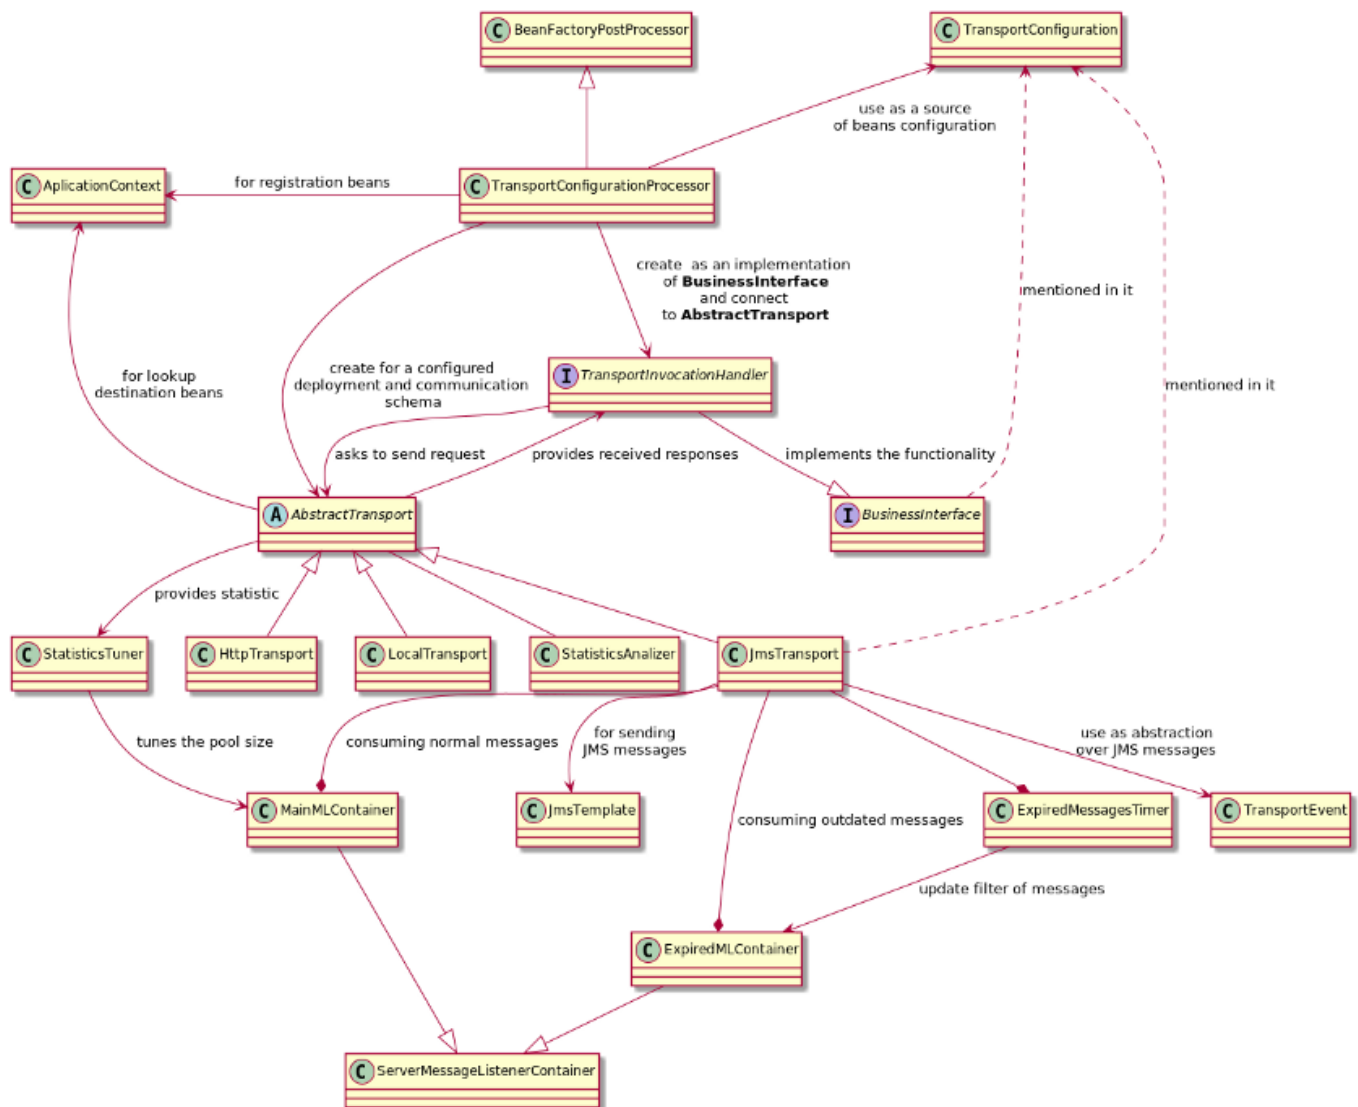 C BeanFactoryPostProcessor
C TransportConfiguration
use as a source
of beans configuration
C AplicationContext
for registration beans
C TransportConfigurationProcessor
create as an implementation
of BusinessInterface
and connect
to AbstractTransport
mentioned in it
mentioned in it
for lookup
destination beans
create for a configured
deployment and communication
schema
I TransportInvocationHandler
asks to send request
provides received responses
implements the functionality
A AbstractTransport
I BusinessInterface
provides statistic
C StatisticsTuner
C HttpTransport
C LocalTransport
C StatisticsAnalizer
C JmsTransport
tunes the pool size
consuming normal messages
for sending
JMS messages
use as abstraction
over JMS messages
C MainMLContainer
C JmsTemplate
consuming outdated messages
C ExpiredMessagesTimer
C TransportEvent
update filter of messages
C ExpiredMLContainer
C ServerMessageListenerContainer